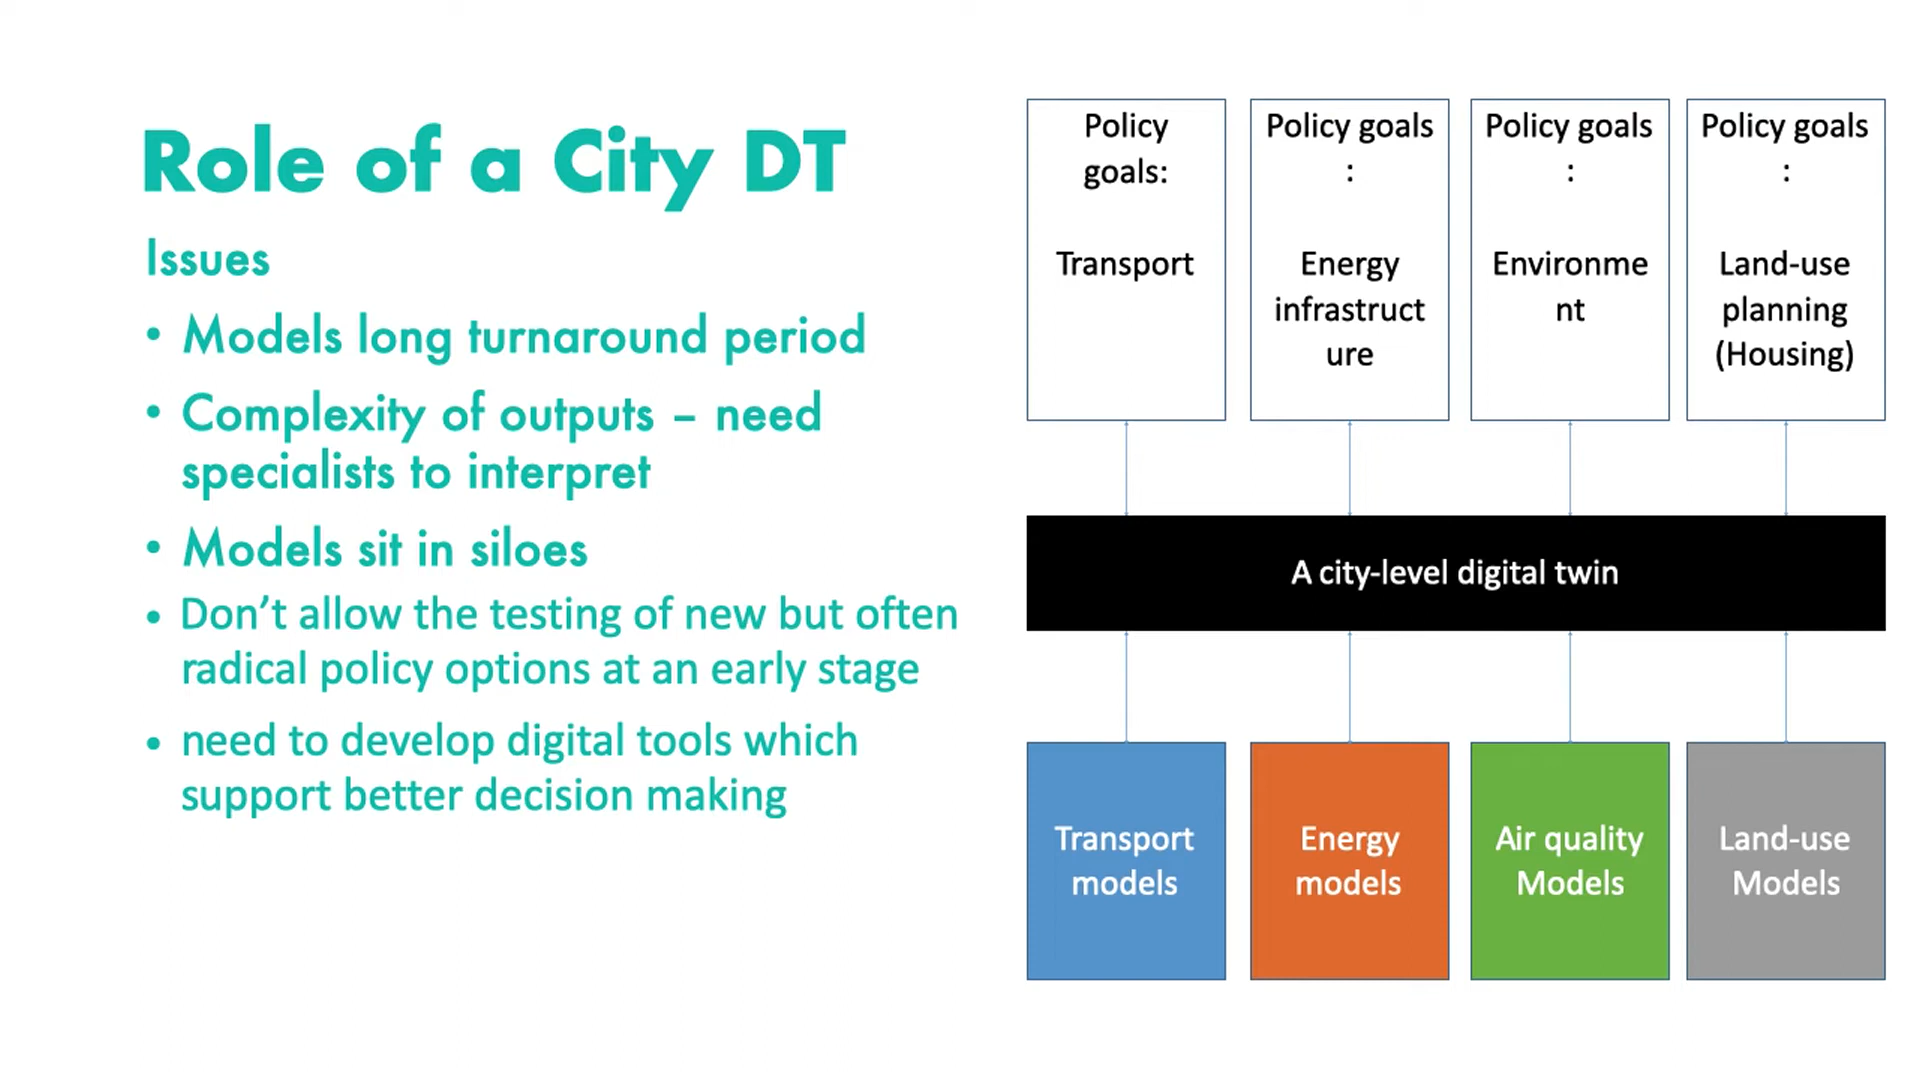 Role of a City DT
Issues
• Models long turnaround period
• Complexity of outputs – need
specialists to interpret
• Models sit in siloes
• Don’t allow the testing of new but often
radical policy options at an early stage
• need to develop digital tools which
support better decision making
Policy
goals:
Transport
Policy goals
:
Energy
infrastruct
ure
Policy goals
:
Environme
nt
Policy goals
:
Land-use
planning
(Housing)
A city-level digital twin
Transport
models
Energy
models
Air quality
Models
Land-use
Models